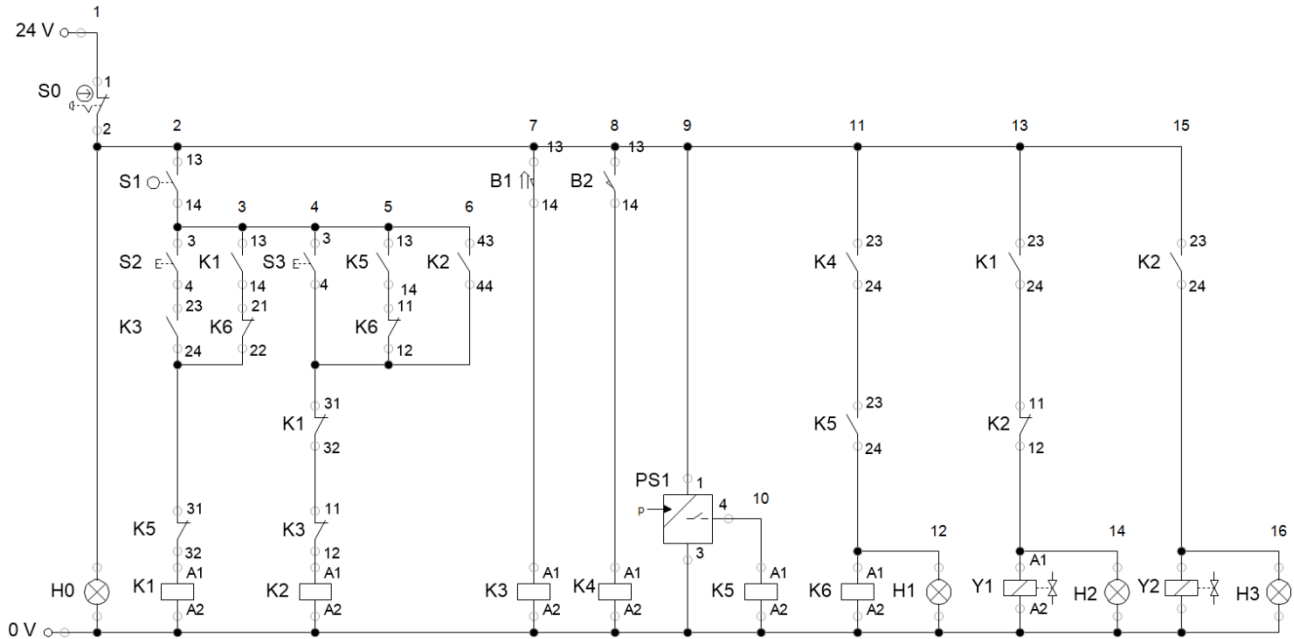 1
24 V
1
S0
2
2 7 8 9 11 13 15
13 13 13
S1 B1 B2
14 14 14
3 4 5 6
3 13 3 13 43 23 23 23
S2 K1 S3 K5 K2 K4 K1 K2
4 14 4 14 44 24 24 24
23 21 11
K3 K6 K6
24 22 12
31 23 11
K1 K5 K2
32 24 12
PS1 1
4 10
p
31 11
K5 K3
32 12 3 12 14 16
A1 A1 A1 A1 A1 A1 A1
H0 K1 K2 K3 K4 K5 K6 H1 Y1 H2 Y2 H3
A2 A2 A2 A2 A2 A2 A2
0 V